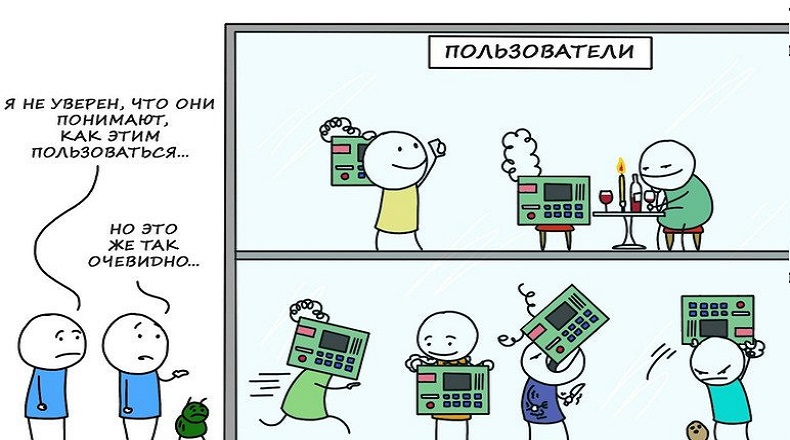 ПОЛЬЗОВАТЕЛИ
Я НЕ УВЕРЕН, ЧТО ОНИ
ПОНИМАЮТ,
КАК ЭТИМ
ПОЛЬЗОВАТЬСЯ...
НО ЭТО
ЖЕ ТАК
ОЧЕВИДНО...